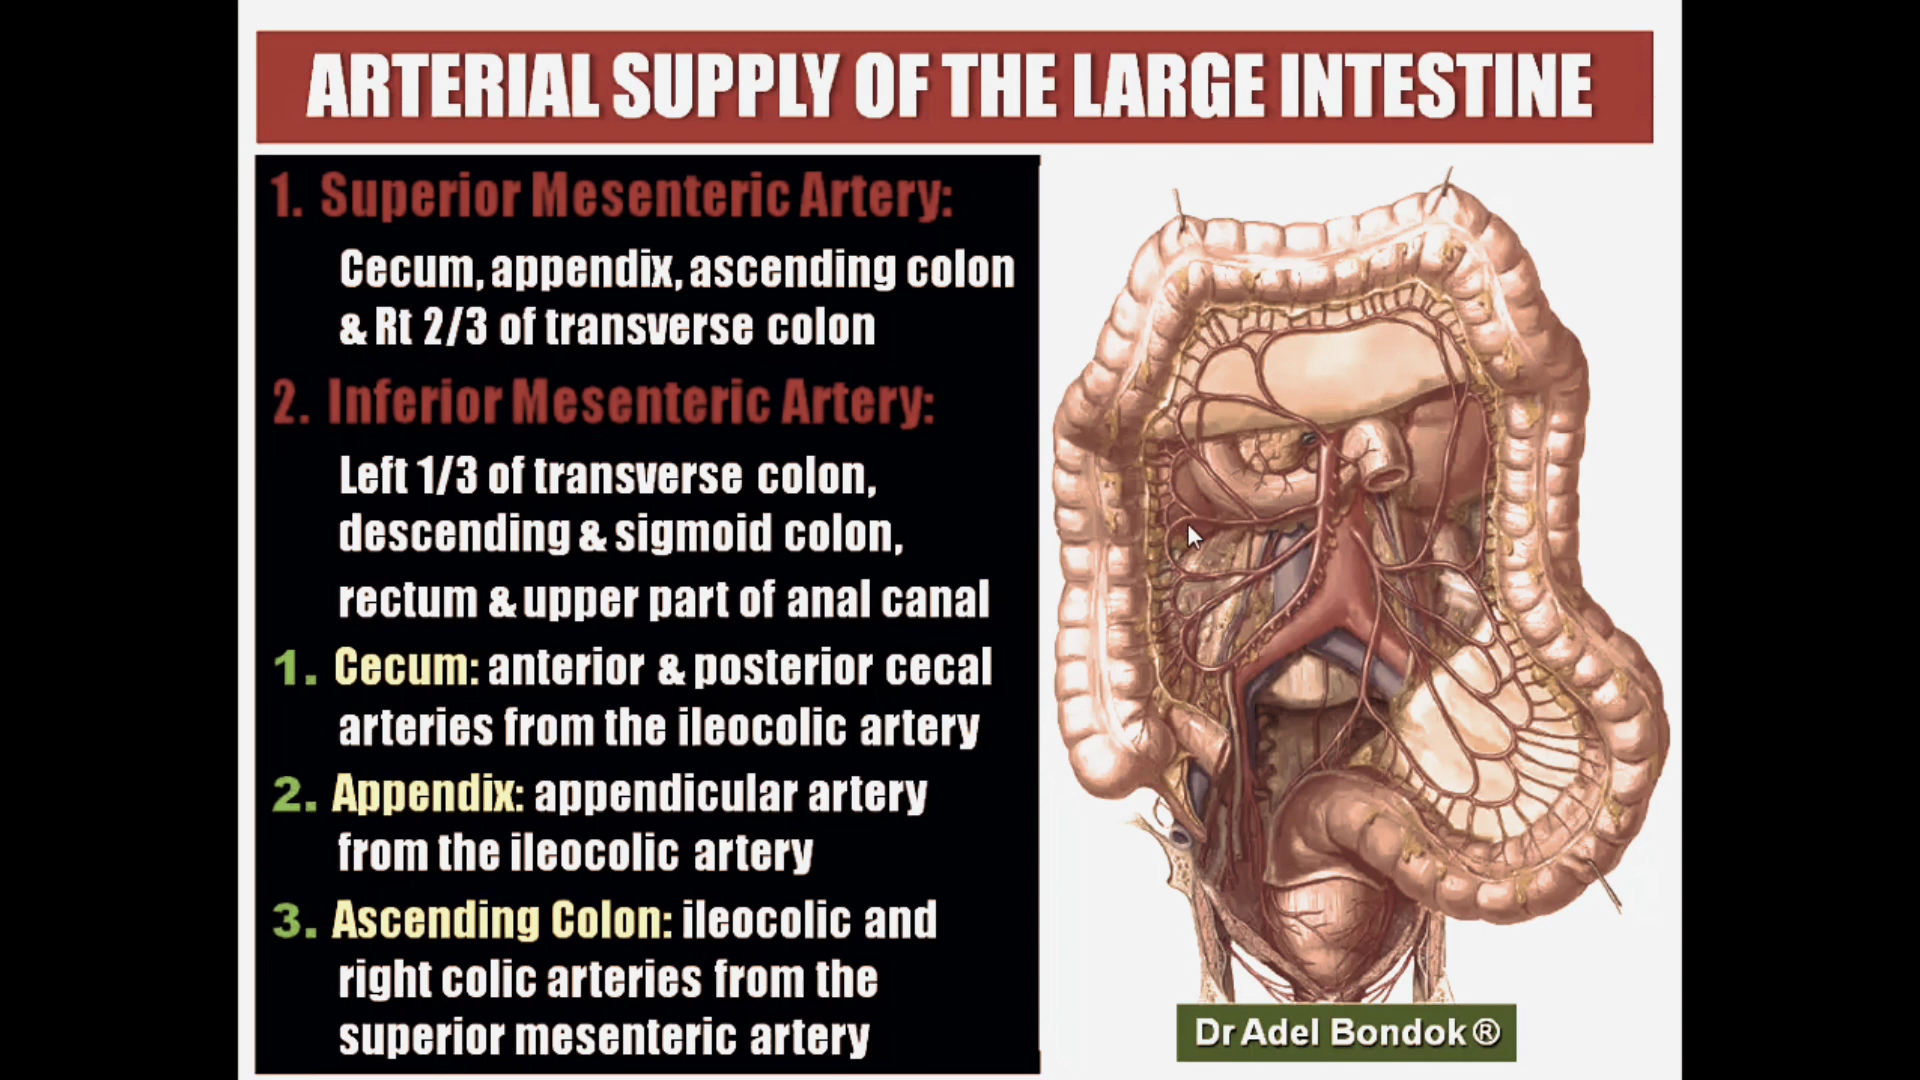 ARTERIAL SUPPLY OF THE LARGE INTESTINE
1. Superior Mesenteric Artery:
Cecum, appendix, ascending colon
& Rt 2/3 of transverse colon
2. Inferior Mesenteric Artery:
Left 1/3 of transverse colon,
descending & sigmoid colon,
rectum & upper part of anal canal
1. Cecum: anterior & posterior cecal
arteries from the ileocolic artery
2. Appendix: appendicular artery
from the ileocolic artery
3. Ascending Colon: ileocolic and
right colic arteries from the
superior mesenteric artery
Dr Adel Bondok ®